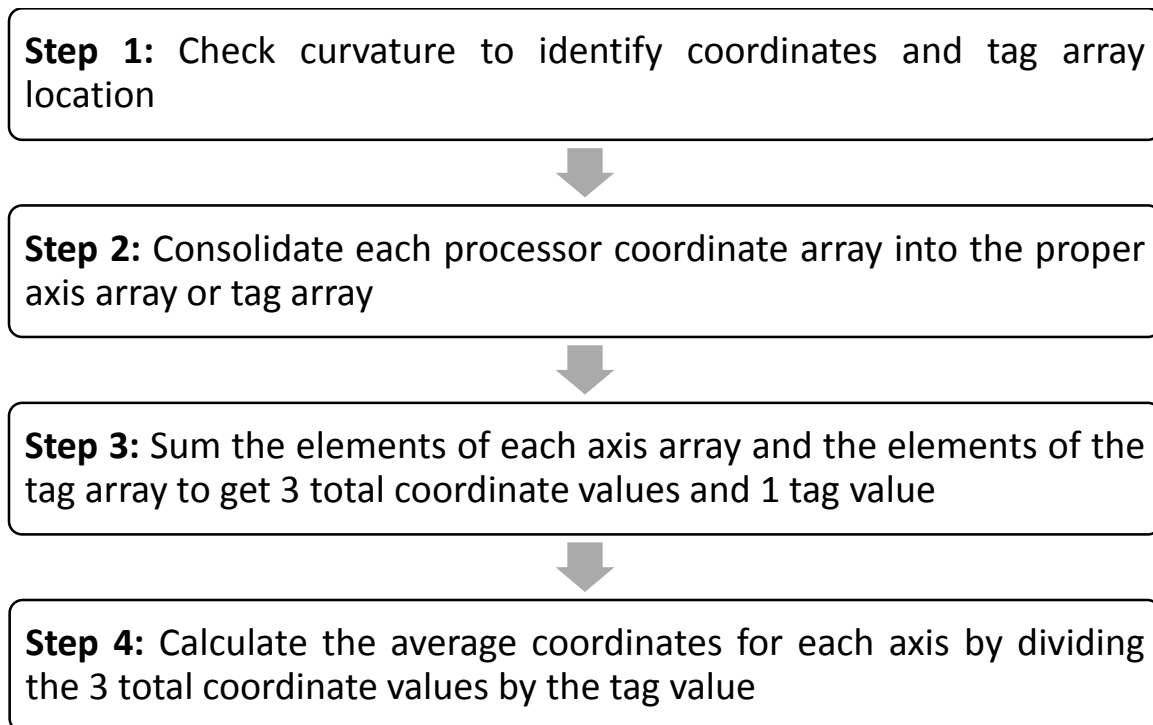 Step 1: Check curvature to identify coordinates and tag array
location
Step 2: Consolidate each processor coordinate array into the proper
axis array or tag array
Step 3: Sum the elements of each axis array and the elements of the
tag array to get 3 total coordinate values and 1 tag value
Step 4: Calculate the average coordinates for each axis by dividing
the 3 total coordinate values by the tag value